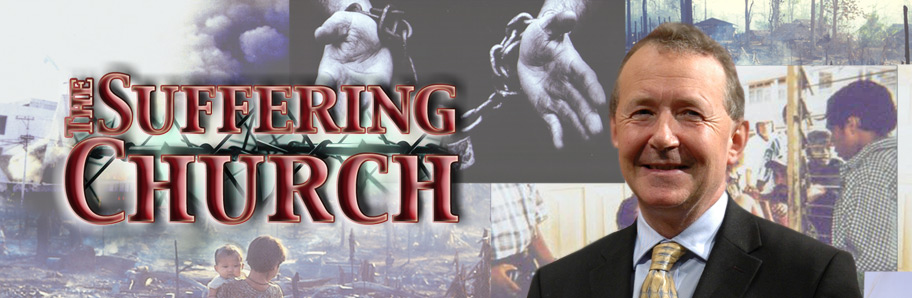 THE SUFFERING
CHURCH